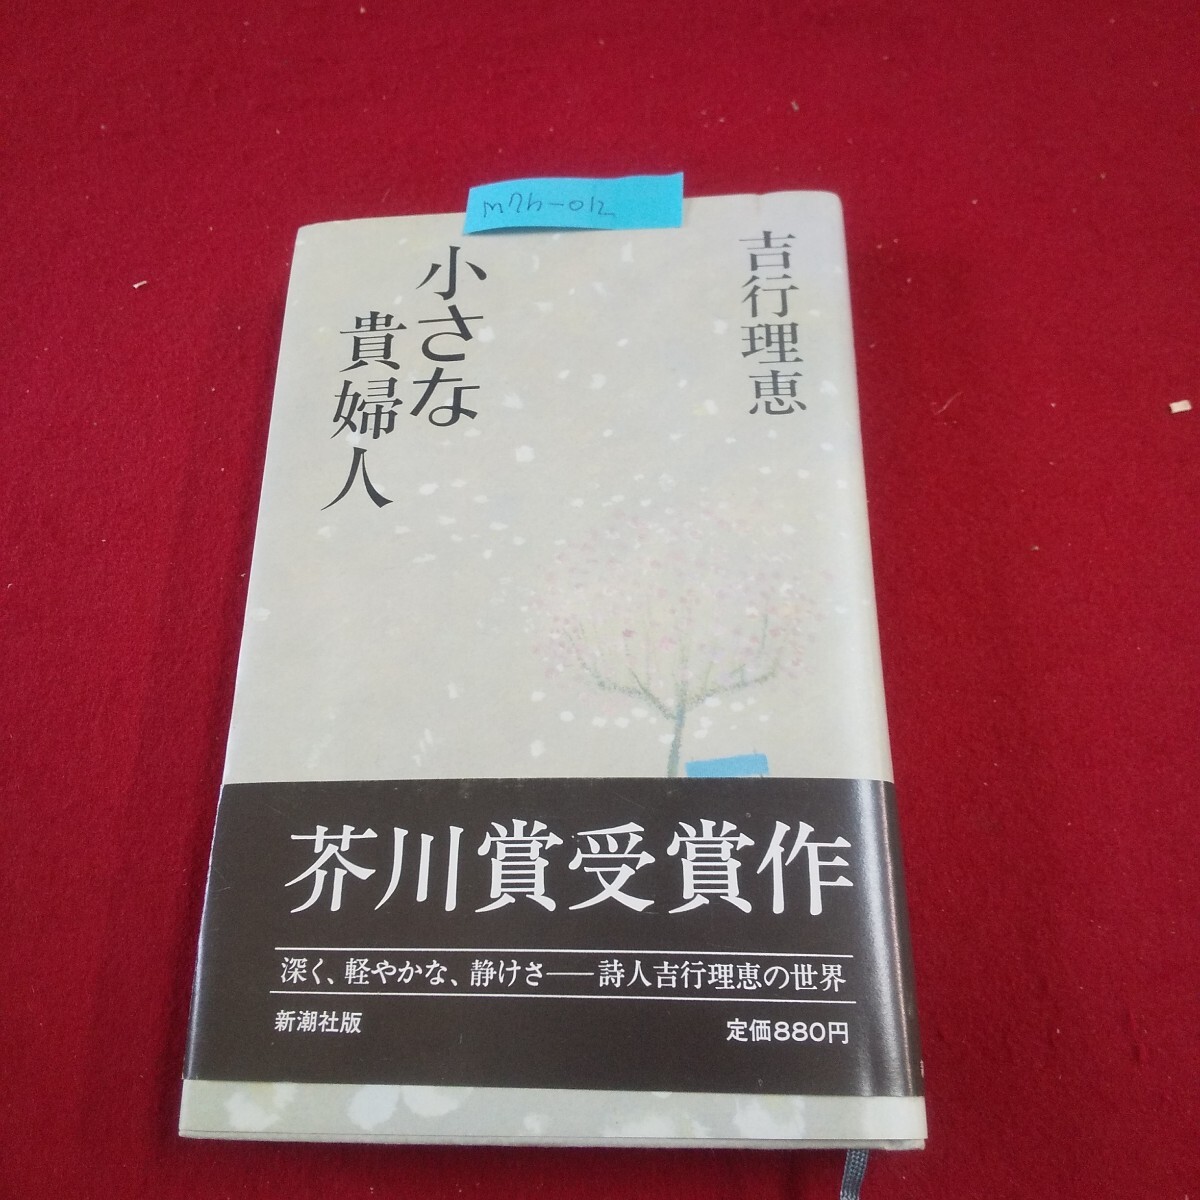 m7h-012
吉行理恵
小さな
貴婦人
芥川賞受賞作
深く、軽やかな、静けさ――詩人吉行理恵の世界
新潮社版
定価880円